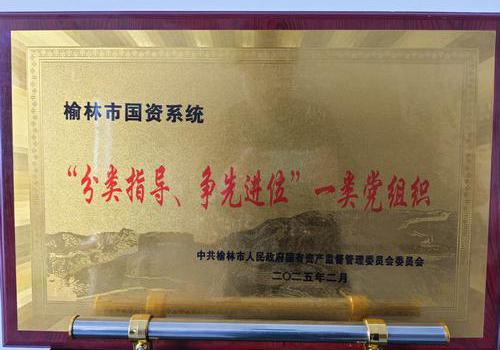 榆林市国资系统
“分类指导、争先进位”一类党组织
中共榆林市人民政府国有资产监督管理委员会委员会
二〇二五年二月